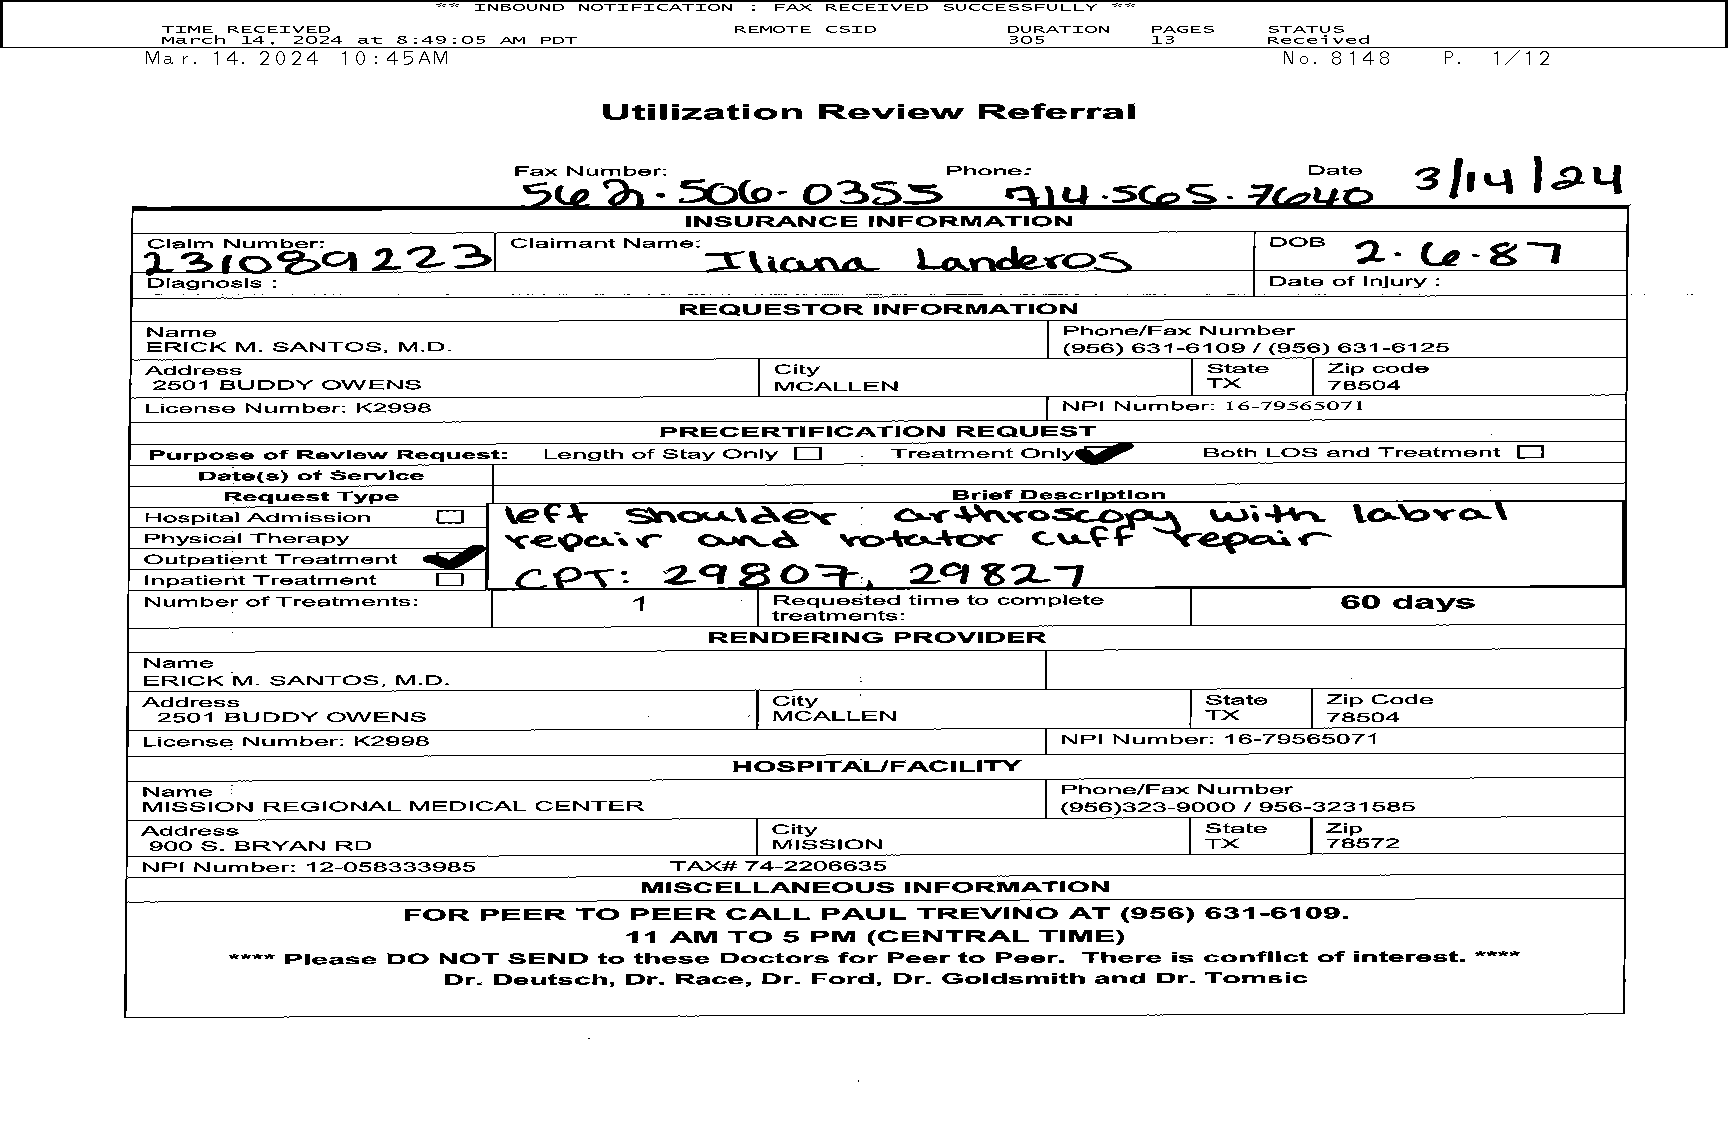 ** INBOUND NOTIFICATION : FAX RECEIVED SUCCESSFULLY **
TIME RECEIVED REMOTE CSID DURATION PAGES STATUS
March 14, 2024 at 8:49:05 AM PDT 305 13 Received
Mar. 14. 2024 10:45AM No. 8148 P. 1/12
Utilization Review Referral
Fax Number: Phone: Date 3/14/24
562-506-0355 714-565-7640
INSURANCE INFORMATION
Claim Number: Claimant Name: DOB 2-6-87
231089223 Iliana Landeros
Diagnosis : Date of Injury :
REQUESTOR INFORMATION
Name Phone/Fax Number
ERICK M. SANTOS, M.D. (956) 631-6109 / (956) 631-6125
Address City State Zip code
2501 BUDDY OWENS MCALLEN TX 78504
License Number: K2998 NPI Number: 16-79565071
PRECERTIFICATION REQUEST
Purpose of Review Request: Length of Stay Only Treatment Only Both LOS and Treatment
Date(s) of Service
Request Type Brief Description
Hospital Admission left shoulder arthroscopy with labral
Physical Therapy repair and rotator cuff repair
Outpatient Treatment
Inpatient Treatment CPT: 29807, 29827
Number of Treatments: 1 Requested time to complete 60 days
treatments:
RENDERING PROVIDER
Name
ERICK M. SANTOS, M.D.
Address City State Zip Code
2501 BUDDY OWENS MCALLEN TX 78504
License Number: K2998 NPI Number: 16-79565071
HOSPITAL/FACILITY
Name Phone/Fax Number
MISSION REGIONAL MEDICAL CENTER (956)323-9000 / 956-3231585
Address City State Zip
900 S. BRYAN RD MISSION TX 78572
NPI Number: 12-058333985 TAX# 74-2206635
MISCELLANEOUS INFORMATION
FOR PEER TO PEER CALL PAUL TREVINO AT (956) 631-6109.
11 AM TO 5 PM (CENTRAL TIME)
**** Please DO NOT SEND to these Doctors for Peer to Peer. There is conflict of interest. ****
Dr. Deutsch, Dr. Race, Dr. Ford, Dr. Goldsmith and Dr. Tomsic